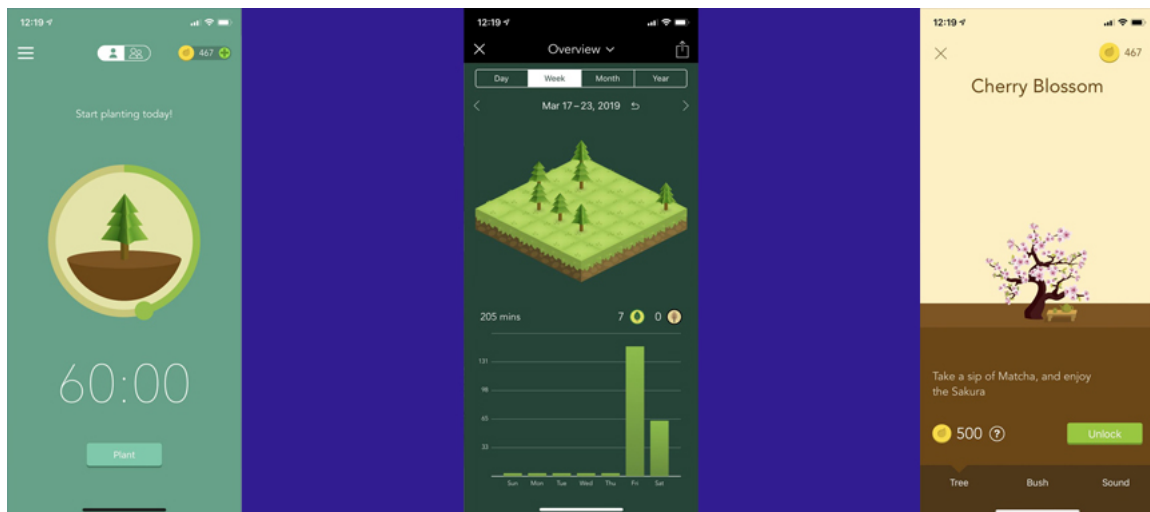 12:19
467
Start planting today!
60:00
Plant
12:19
Overview
Day Week Month Year
Mar 17–23, 2019
205 mins 7 0
131
98
65
33
Sun Mon Tue Wed Thu Fri Sat
12:19
467
Cherry Blossom
Take a sip of Matcha, and enjoy
the Sakura
500 ? Unlock
Tree Bush Sound